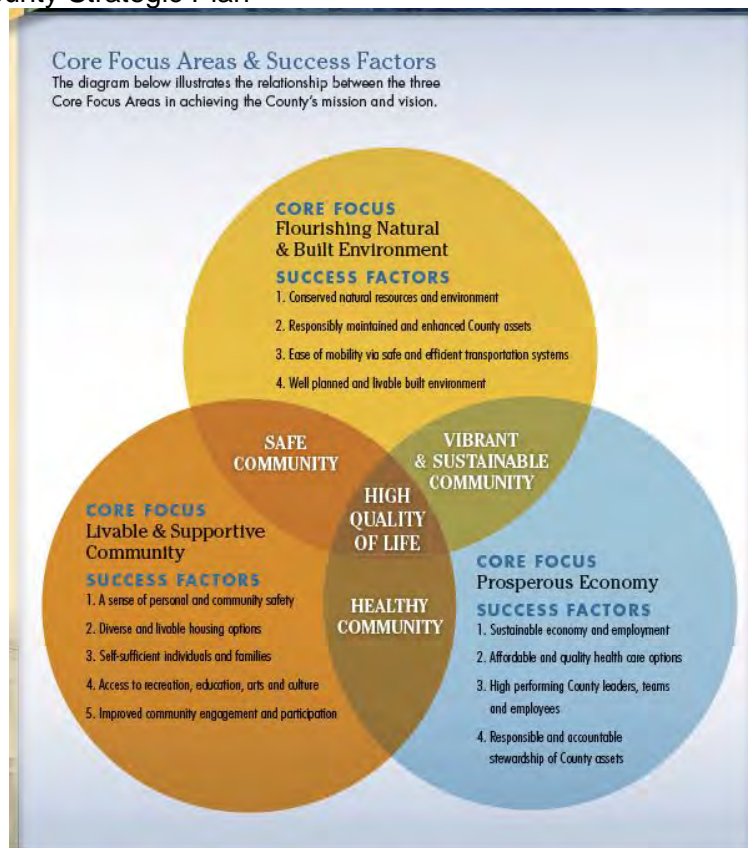 Strategic Plan
Core Focus Areas & Success Factors
The diagram below illustrates the relationship between the three
Core Focus Areas in achieving the County's mission and vision.
CORE FOCUS
Flourishing Natural
& Built Environment
SUCCESS FACTORS
1. Conserved natural resources and environment
2. Responsibly maintained and enhanced County assets
3. Ease of mobility via safe and efficient transportation systems
4. Well planned and livable built environment
SAFE
COMMUNITY
VIBRANT
& SUSTAINABLE
COMMUNITY
HIGH
QUALITY
OF LIFE
CORE FOCUS
Livable & Supportive
Community
SUCCESS FACTORS
1. A sense of personal and community safety
2. Diverse and livable housing options
3. Self-sufficient individuals and families
4. Access to recreation, education, arts and culture
5. Improved community engagement and participation
HEALTHY
COMMUNITY
CORE FOCUS
Prosperous Economy
SUCCESS FACTORS
1. Sustainable economy and employment
2. Affordable and quality health care options
3. High performing County leaders, teams
and employees
4. Responsible and accountable
stewardship of County assets